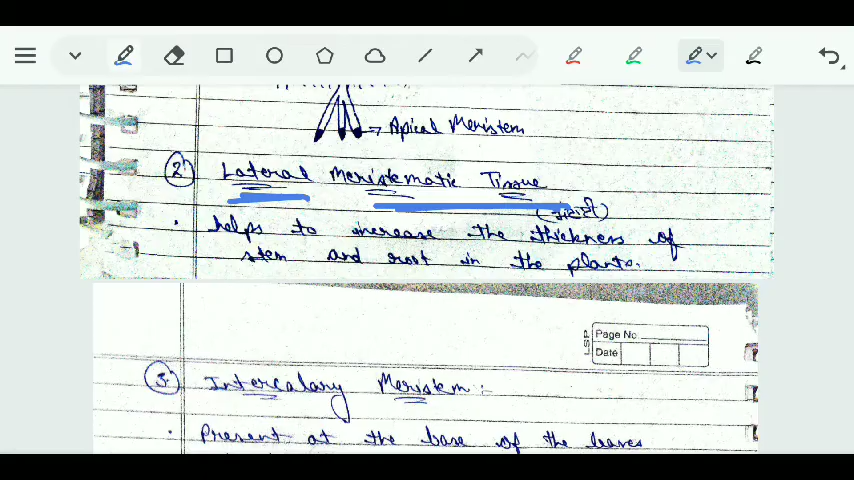 → Apical Meristem
2 Lateral Meristematic Tissue
(मोटाई)
. helps to increase the thickness of
stem and root in the plants.
LSP
Page No
Date
3. Intercalary Meristem :-
. Present at the base of the leaves